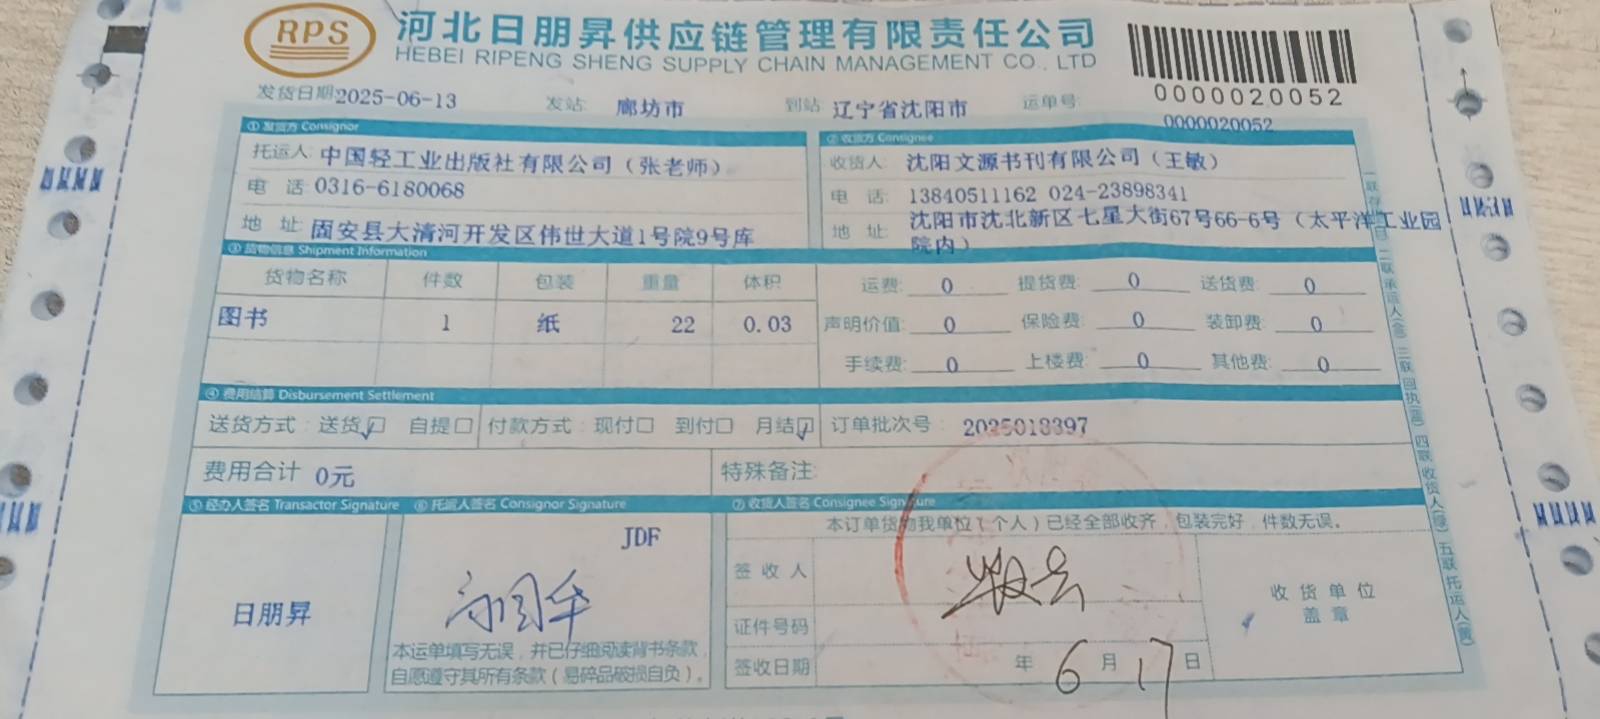 RPS 河北日朋昇供应链管理有限责任公司
HEBEI RIPENG SHENG SUPPLY CHAIN MANAGEMENT CO., LTD
0000020052
发货日期 2025-06-13 发站: 廊坊市 到站: 辽宁省沈阳市 运单号: 0000020052
① 发货方 Consignor ② 收货方 Consignee
托运人: 中国轻工业出版社有限公司（张老师） 收货人: 沈阳文源书刊有限公司（王敏）
电 话: 0316-6180068 电 话: 13840511162 024-23898341
地 址: 固安县大清河开发区伟世大道1号院9号库 地 址: 沈阳市沈北新区七星大街67号66-6号（太平洋工业园
院内）
③ 货物信息 Shipment Information
货物名称 件数 包装 重量 体积 运费: 0 提货费: 0 送货费: 0
图书 1 纸 22 0.03 声明价值: 0 保险费: 0 装卸费: 0
手续费: 0 上楼费: 0 其他费: 0
④ 费用结算 Disbursement Settlement
送货方式: 送货☑ 自提□ 付款方式: 现付□ 到付□ 月结☑ 订单批次号: 2025018397
费用合计 0元 特殊备注:
⑤ 经办人签名 Transactor Signature ⑥ 托运人签名 Consignor Signature ⑦ 收货人签名 Consignee Signature
本订单货物我单位（个人）已经全部收齐，包装完好，件数无误。
JDF
签收人
日朋昇
收货单位
盖章
证件号码
本运单填写无误，并已仔细阅读背书条款，
自愿遵守其所有条款（易碎品破损自负）。
签收日期 年 6 月 17 日